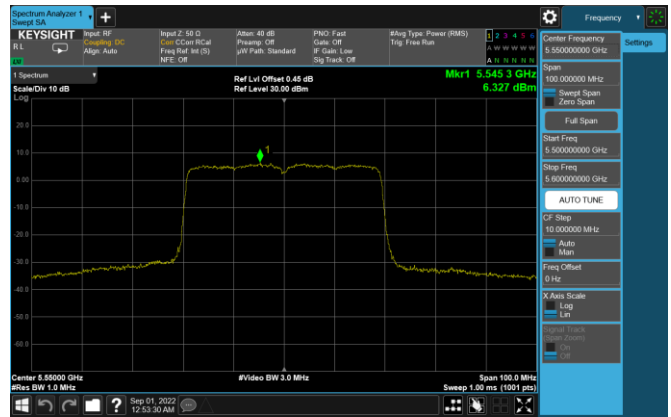 Spectrum Analyzer 1
Swept SA
+
Frequency
KEYSIGHT
RL
LW
Input: RF
Coupling: DC
Align: Auto
Input Z: 50 Ω
Corr CCorr RCal
Freq Ref: Int (S)
NFE: Off
Atten: 40 dB
Preamp: Off
µW Path: Standard
PNO: Fast
Gate: Off
IF Gain: Low
Sig Track: Off
#Avg Type: Power (RMS)
Trig: Free Run
1 2 3 4 5 6
A W W W W W
A N N N N N
1 Spectrum
Scale/Div 10 dB
Log
Ref Lvl Offset 0.45 dB
Ref Level 30.00 dBm
Mkr1 5.545 3 GHz
6.327 dBm
20.0
10.0
0.00
-10.0
-20.0
-30.0
-40.0
-50.0
-60.0
1
Center 5.55000 GHz
#Res BW 1.0 MHz
#Video BW 3.0 MHz
Span 100.0 MHz
Sweep 1.00 ms (1001 pts)
Center Frequency
5.550000000 GHz
Settings
Span
100.000000 MHz
Swept Span
Zero Span
Full Span
Start Freq
5.500000000 GHz
Stop Freq
5.600000000 GHz
AUTO TUNE
CF Step
10.000000 MHz
Auto
Man
Freq Offset
0 Hz
X Axis Scale
Log
Lin
Signal Track
(Span Zoom)
On
Off
?
Sep 01, 2022
12:53:30 AM